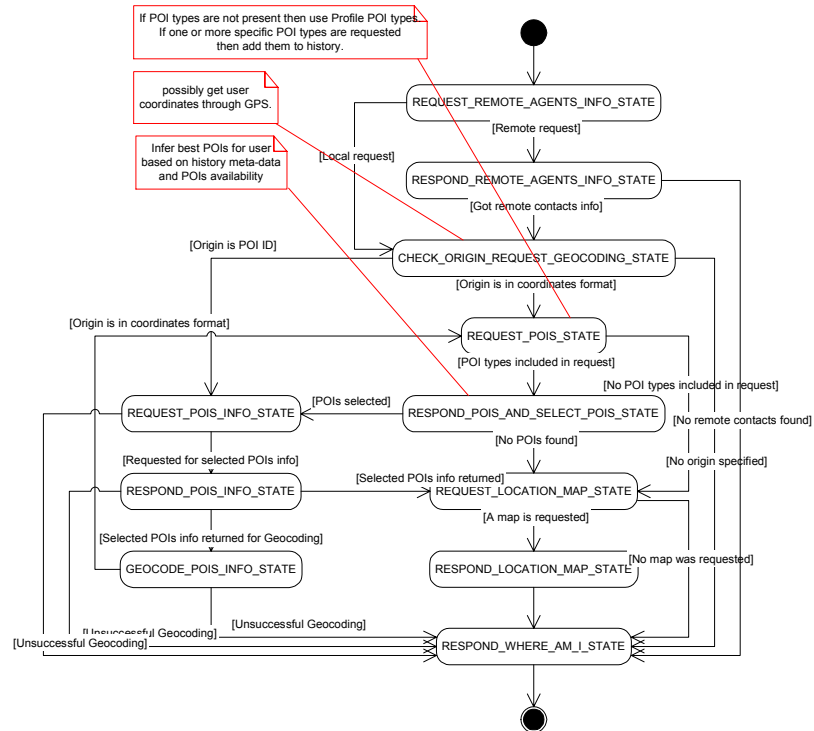 If POI types are not present then use Profile POI types.
If one or more specific POI types are requested
then add them to history.
possibly get user
coordinates through GPS.
REQUEST_REMOTE_AGENTS_INFO_STATE
[Remote request]
Infer best POIs for user
based on history meta-data
and POIs availability
[Local request]
RESPOND_REMOTE_AGENTS_INFO_STATE
[Got remote contacts info]
[Origin is POI ID]
CHECK_ORIGIN_REQUEST_GEOCODING_STATE
[Origin is in coordinates format]
[Origin is in coordinates format]
REQUEST_POIS_STATE
[POI types included in request]
[No POI types included in request]
REQUEST_POIS_INFO_STATE
[POIs selected]
RESPOND_POIS_AND_SELECT_POIS_STATE
[No remote contacts found]
[No POIs found]
[Requested for selected POIs info]
[No origin specified]
RESPOND_POIS_INFO_STATE
[Selected POIs info returned]
REQUEST_LOCATION_MAP_STATE
[A map is requested]
[Selected POIs info returned for Geocoding]
[No map was requested]
GEOCODE_POIS_INFO_STATE
RESPOND_LOCATION_MAP_STATE
[Unsuccessful Geocoding]
[Unsuccessful Geocoding]
[Unsuccessful Geocoding]
RESPOND_WHERE_AM_I_STATE